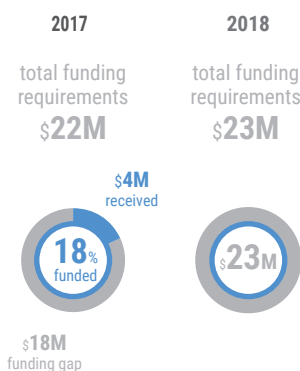 2017
total funding
requirements
$22M
$4M
received
18%
funded
$18M
funding gap
2018
total funding
requirements
$23M
$23M